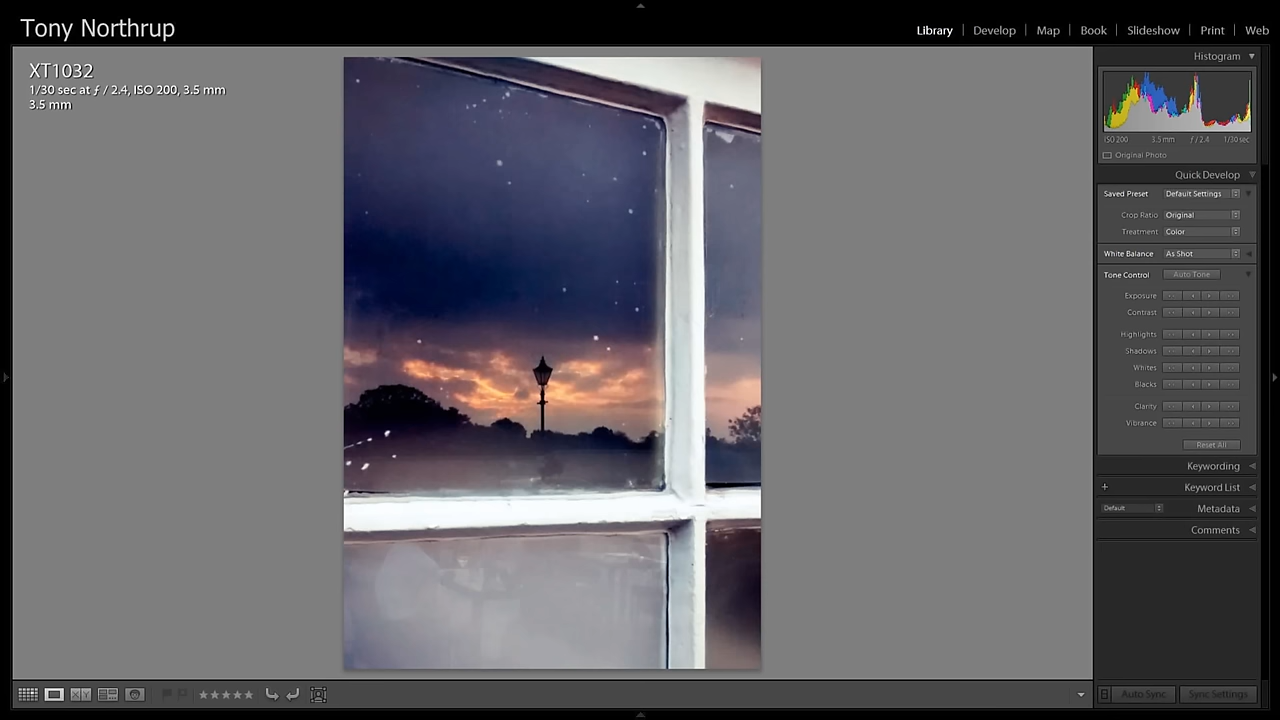 Tony Northrup
Library | Develop | Map | Book | Slideshow | Print | Web
XT1032
1/30 sec at ƒ / 2.4, ISO 200, 3.5 mm
3.5 mm
Histogram
ISO 200 3.5 mm ƒ / 2.4 1/30 sec
Original Photo
Quick Develop
Saved Preset Default Settings
Crop Ratio Original
Treatment Color
White Balance As Shot
Tone Control Auto Tone
Exposure
Contrast
Highlights
Shadows
Whites
Blacks
Clarity
Vibrance
Reset All
Keywording
+ Keyword List
Default Metadata
Comments
X Y
Auto Sync Sync Settings